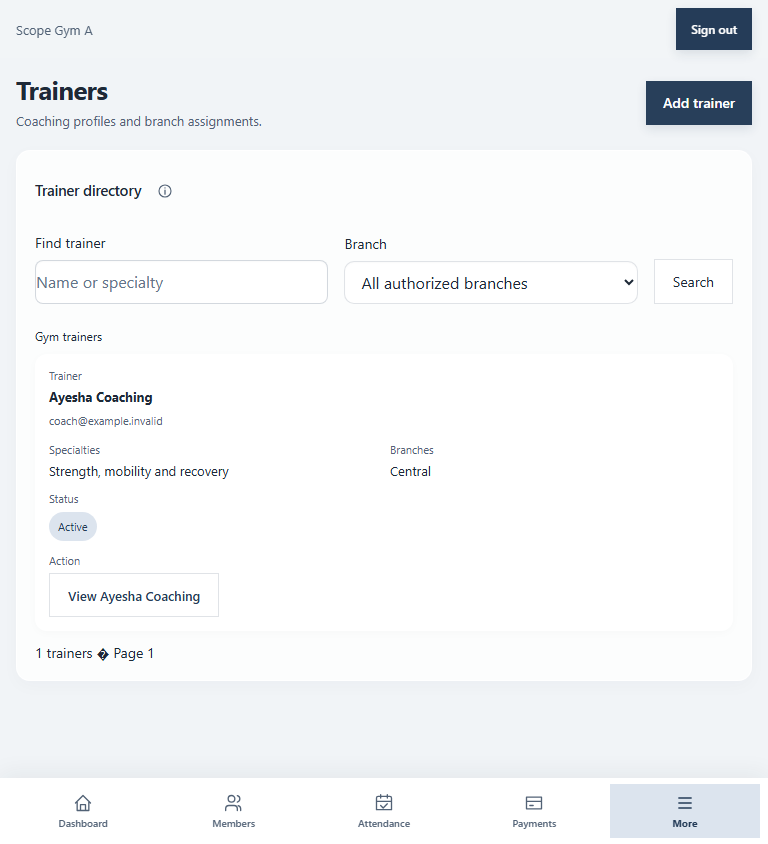 Scope Gym A
Sign out
Trainers
Add trainer
Coaching profiles and branch assignments.
Trainer directory
Find trainer
Branch
Name or specialty
All authorized branches
Search
Gym trainers
Trainer
Ayesha Coaching
coach@example.invalid
Specialties
Branches
Strength, mobility and recovery
Central
Status
Active
Action
View Ayesha Coaching
1 trainers � Page 1
Dashboard
Members
Attendance
Payments
More